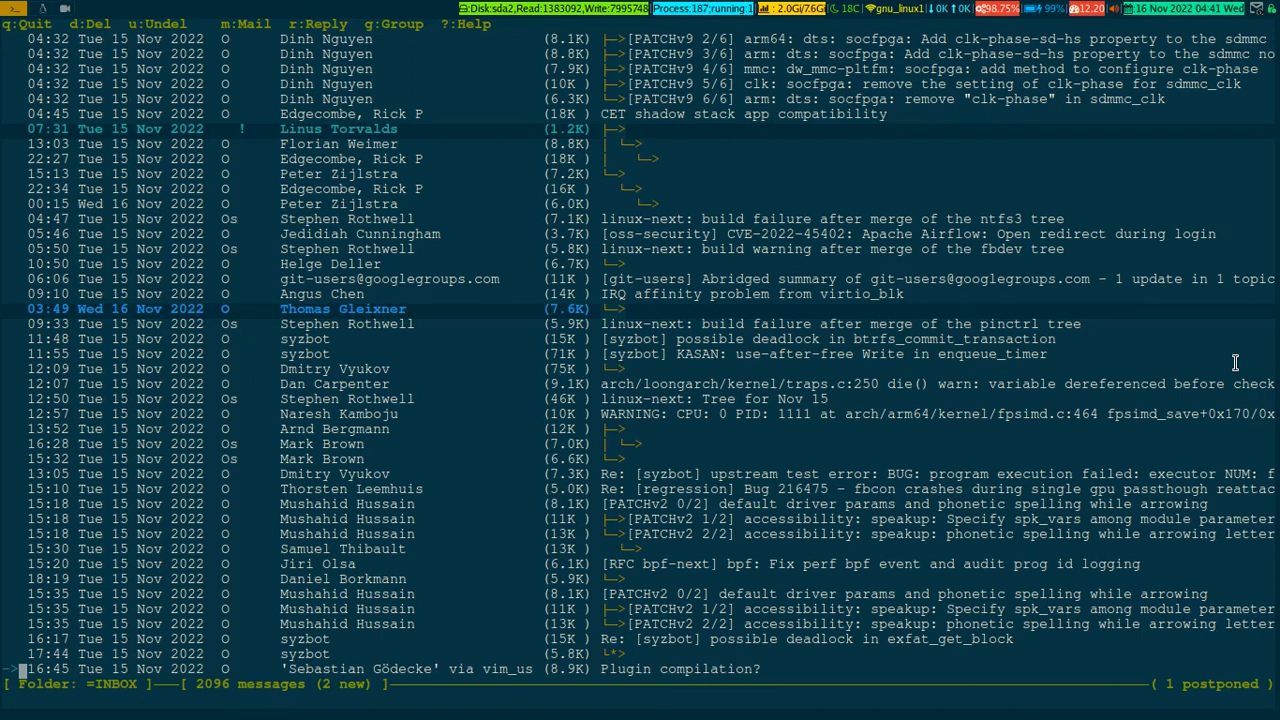 :Disk:sda2,Read:1383092,Write:7995748 Process:187;running:1 :2.0Gi/7.6Gi 18C gnu_linux1 0K 0K 98.75% 99% 12.20 :16 Nov 2022 04:41 Wed
q:Quit d:Del u:Undel m:Mail r:Reply g:Group ?:Help
04:32 Tue 15 Nov 2022 O Dinh Nguyen (8.1K) ├─>[PATCHv9 2/6] arm64: dts: socfpga: Add clk-phase-sd-hs property to the sdmmc
04:32 Tue 15 Nov 2022 O Dinh Nguyen (8.8K) ├─>[PATCHv9 3/6] arm: dts: socfpga: Add clk-phase-sd-hs property to the sdmmc no
04:32 Tue 15 Nov 2022 O Dinh Nguyen (7.9K) ├─>[PATCHv9 4/6] mmc: dw_mmc-pltfm: socfpga: add method to configure clk-phase
04:32 Tue 15 Nov 2022 O Dinh Nguyen (10K ) ├─>[PATCHv9 5/6] clk: socfpga: remove the setting of clk-phase for sdmmc_clk
04:32 Tue 15 Nov 2022 O Dinh Nguyen (6.3K) └─>[PATCHv9 6/6] arm: dts: socfpga: remove "clk-phase" in sdmmc_clk
04:45 Tue 15 Nov 2022 O Edgecombe, Rick P (18K ) CET shadow stack app compatibility
07:31 Tue 15 Nov 2022 ! Linus Torvalds (1.2K) ├─>
13:03 Tue 15 Nov 2022 O Florian Weimer (8.8K) │ └─>
22:27 Tue 15 Nov 2022 O Edgecombe, Rick P (18K ) │ └─>
15:13 Tue 15 Nov 2022 O Peter Zijlstra (7.2K) └─>
22:34 Tue 15 Nov 2022 O Edgecombe, Rick P (16K ) └─>
00:15 Wed 16 Nov 2022 O Peter Zijlstra (6.0K) └─>
04:47 Tue 15 Nov 2022 Os Stephen Rothwell (7.1K) linux-next: build failure after merge of the ntfs3 tree
05:46 Tue 15 Nov 2022 O Jedidiah Cunningham (3.7K) [oss-security] CVE-2022-45402: Apache Airflow: Open redirect during login
05:50 Tue 15 Nov 2022 Os Stephen Rothwell (5.8K) linux-next: build warning after merge of the fbdev tree
10:50 Tue 15 Nov 2022 O Helge Deller (6.7K) └─>
06:06 Tue 15 Nov 2022 O git-users@googlegroups.com (11K ) [git-users] Abridged summary of git-users@googlegroups.com - 1 update in 1 topic
09:10 Tue 15 Nov 2022 O Angus Chen (14K ) IRQ affinity problem from virtio_blk
03:49 Wed 16 Nov 2022 O Thomas Gleixner (7.6K) └─>
09:33 Tue 15 Nov 2022 Os Stephen Rothwell (5.9K) linux-next: build failure after merge of the pinctrl tree
11:48 Tue 15 Nov 2022 O syzbot (15K ) [syzbot] possible deadlock in btrfs_commit_transaction
11:55 Tue 15 Nov 2022 O syzbot (71K ) [syzbot] KASAN: use-after-free Write in enqueue_timer
12:09 Tue 15 Nov 2022 O Dmitry Vyukov (75K ) └─>
12:07 Tue 15 Nov 2022 O Dan Carpenter (9.1K) arch/loongarch/kernel/traps.c:250 die() warn: variable dereferenced before check
12:50 Tue 15 Nov 2022 Os Stephen Rothwell (46K ) linux-next: Tree for Nov 15
12:57 Tue 15 Nov 2022 O Naresh Kamboju (10K ) WARNING: CPU: 0 PID: 1111 at arch/arm64/kernel/fpsimd.c:464 fpsimd_save+0x170/0x
13:52 Tue 15 Nov 2022 O Arnd Bergmann (12K ) ├─>
16:28 Tue 15 Nov 2022 Os Mark Brown (7.0K) │ └─>
15:32 Tue 15 Nov 2022 Os Mark Brown (6.6K) └─>
13:05 Tue 15 Nov 2022 O Dmitry Vyukov (7.3K) Re: [syzbot] upstream test error: BUG: program execution failed: executor NUM: f
15:10 Tue 15 Nov 2022 O Thorsten Leemhuis (5.0K) Re: [regression] Bug 216475 - fbcon crashes during single gpu passthough reattac
15:18 Tue 15 Nov 2022 O Mushahid Hussain (8.1K) [PATCHv2 0/2] default driver params and phonetic spelling while arrowing
15:18 Tue 15 Nov 2022 O Mushahid Hussain (11K ) ├─>[PATCHv2 1/2] accessibility: speakup: Specify spk_vars among module parameter
15:18 Tue 15 Nov 2022 O Mushahid Hussain (13K ) └─>[PATCHv2 2/2] accessibility: speakup: phonetic spelling while arrowing letter
15:30 Tue 15 Nov 2022 O Samuel Thibault (11K ) └─>
15:20 Tue 15 Nov 2022 O Jiri Olsa (6.1K) [RFC bpf-next] bpf: Fix perf bpf event and audit prog id logging
18:19 Tue 15 Nov 2022 O Daniel Borkmann (5.9K) └─>
15:35 Tue 15 Nov 2022 O Mushahid Hussain (8.1K) [PATCHv2 0/2] default driver params and phonetic spelling while arrowing
15:35 Tue 15 Nov 2022 O Mushahid Hussain (11K ) ├─>[PATCHv2 1/2] accessibility: speakup: Specify spk_vars among module parameter
15:35 Tue 15 Nov 2022 O Mushahid Hussain (13K ) └─>[PATCHv2 2/2] accessibility: speakup: phonetic spelling while arrowing letter
16:17 Tue 15 Nov 2022 O syzbot (15K ) Re: [syzbot] possible deadlock in exfat_get_block
17:44 Tue 15 Nov 2022 O syzbot (5.8K) └*>
->16:45 Tue 15 Nov 2022 O 'Sebastian Gödecke' via vim_us (8.9K) Plugin compilation?
[ Folder: =INBOX ]──[ 2096 messages (2 new) ]──( 1 postponed )